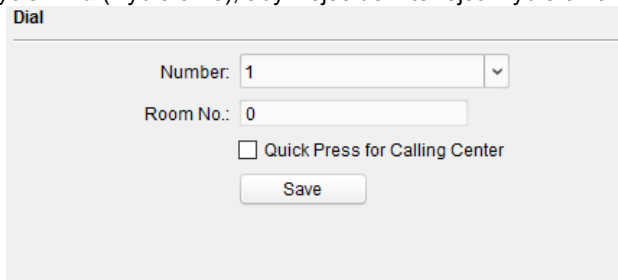 Dial
Number: 1
Room No.: 0
Quick Press for Calling Center
Save